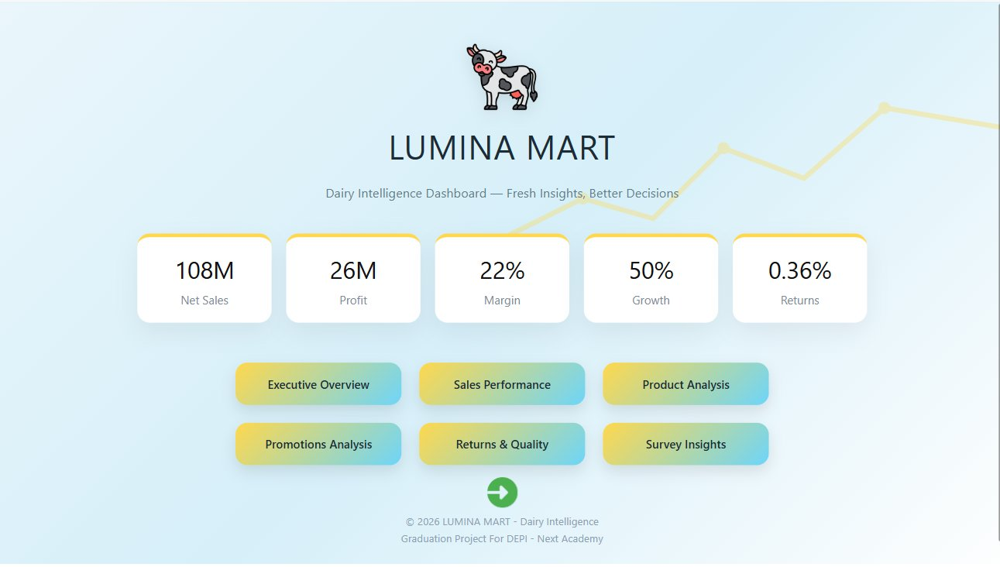 LUMINA MART
Dairy Intelligence Dashboard — Fresh Insights, Better Decisions
108M
Net Sales
26M
Profit
22%
Margin
50%
Growth
0.36%
Returns
Executive Overview
Sales Performance
Product Analysis
Promotions Analysis
Returns & Quality
Survey Insights
© 2026 LUMINA MART - Dairy Intelligence
Graduation Project For DEPI - Next Academy